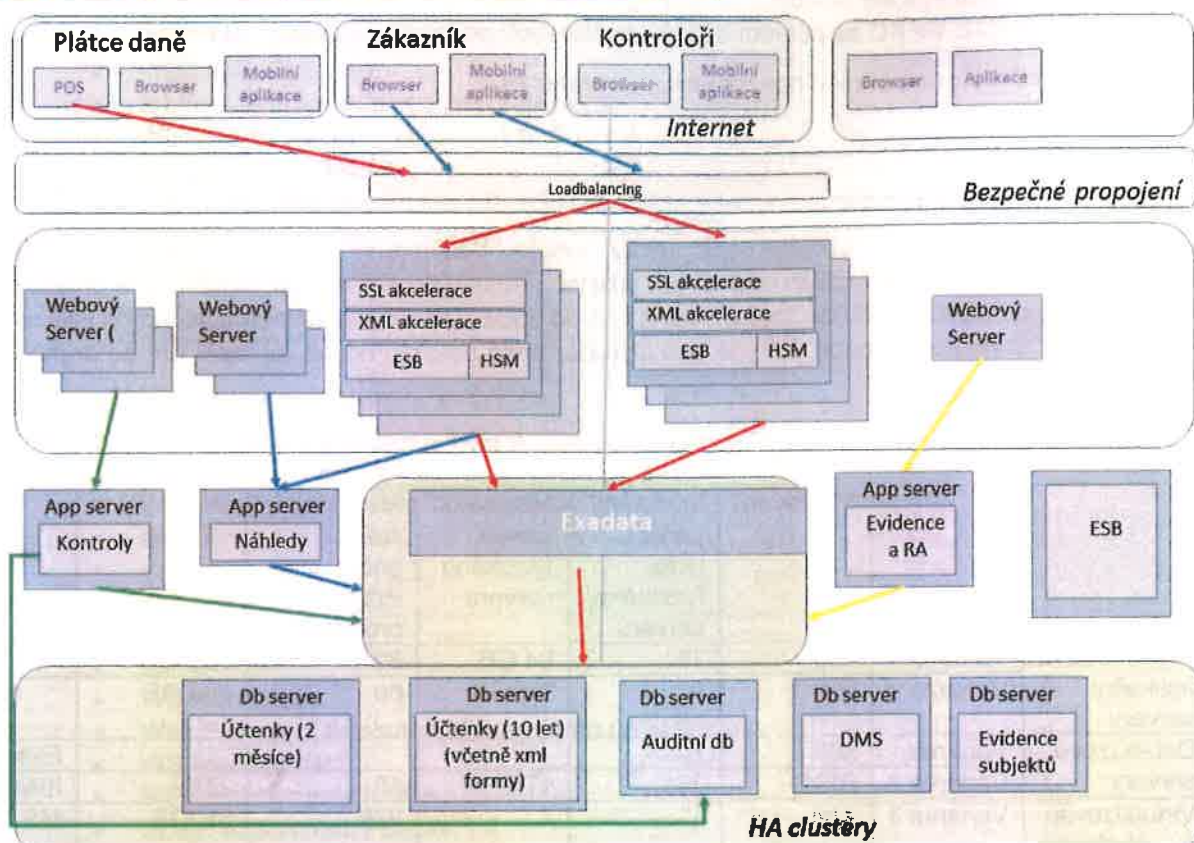 Plátce daně
Zákazník
Kontroloři
POS
Browser
Mobilní
aplikace
Browser
Mobilní
aplikace
Browser
Mobilní
aplikace
Browser
Aplikace
Internet
Loadbalancing
Bezpečné propojení
Webový
Server (
Webový
Server
SSL akcelerace
XML akcelerace
ESB
HSM
SSL akcelerace
XML akcelerace
ESB
HSM
Webový
Server
App server
Kontroly
App server
Náhledy
Exadata
App server
Evidence
a RA
ESB
Db server
Účtenky (2
měsíce)
Db server
Účtenky (10 let)
(včetně xml
formy)
Db server
Auditní db
Db server
DMS
Db server
Evidence
subjektů
HA clustěry